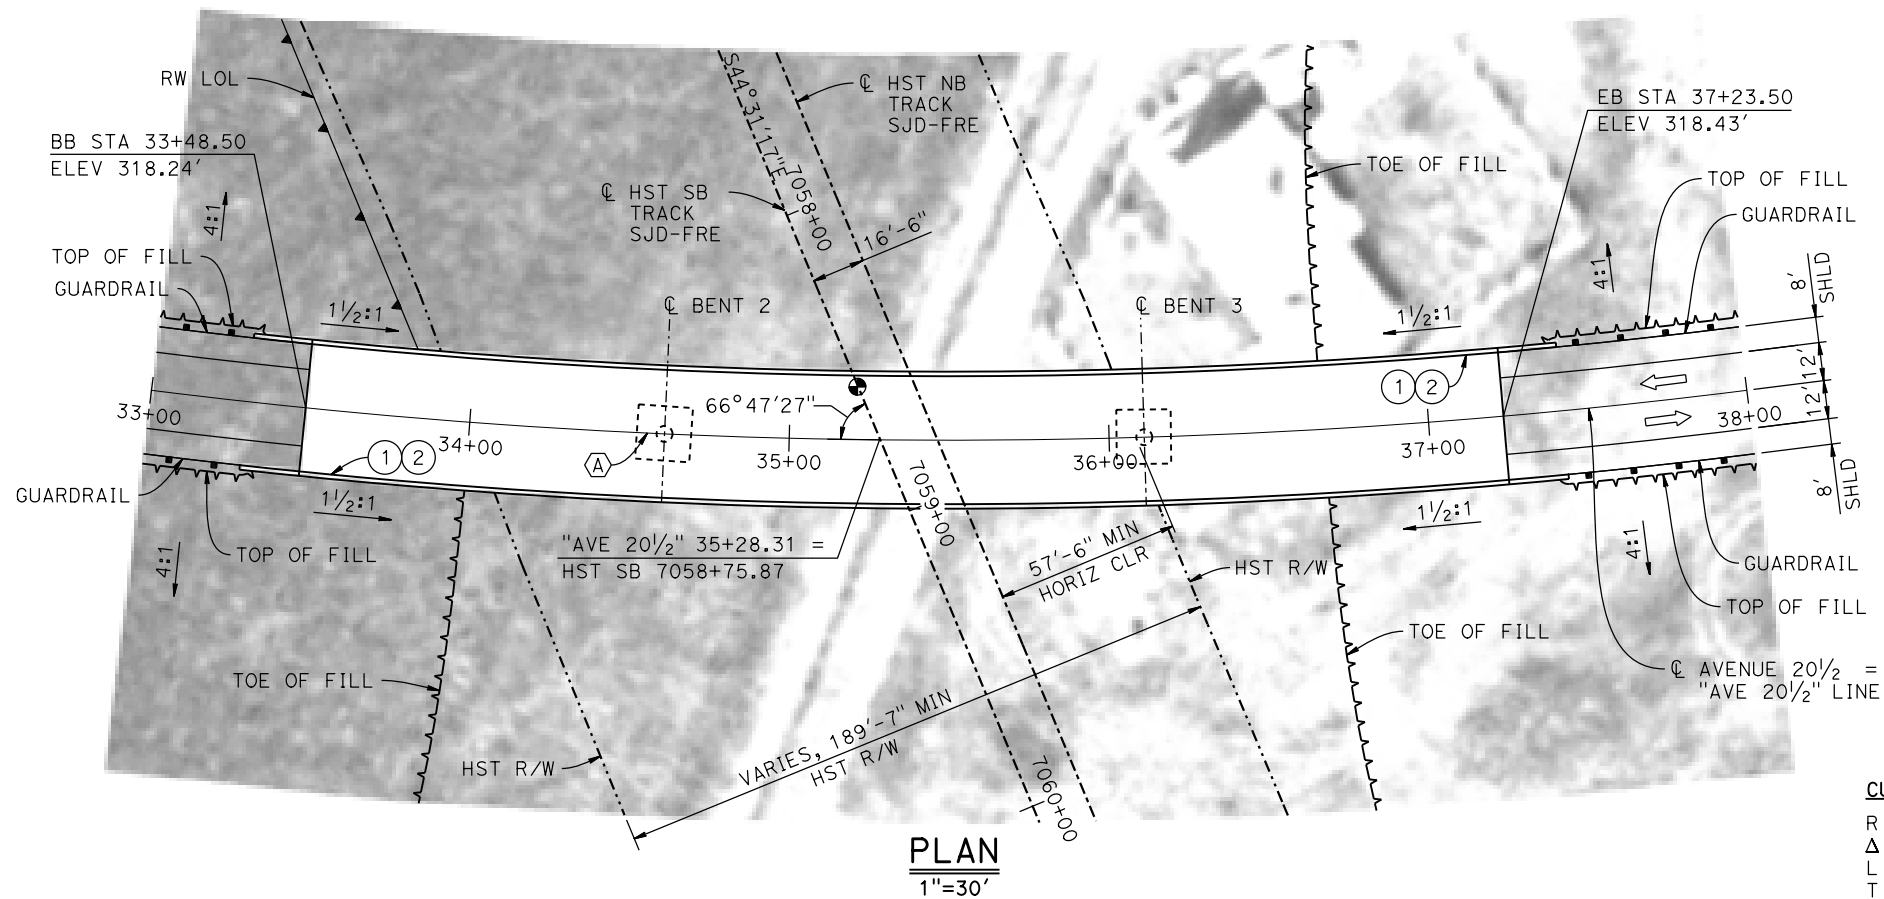 RW LOL
BB STA 33+48.50
ELEV 318.24'
4:1
TOP OF FILL
GUARDRAIL
1½:1
33+00
GUARDRAIL
1½:1
4:1
TOP OF FILL
TOE OF FILL
HST R/W
1 2
34+00
A
℄ BENT 2
℄ HST SB
TRACK
SJD-FRE
S44°31'17"E
7058+00
℄ HST NB
TRACK
SJD-FRE
16'-6"
66°47'27"
35+00
"AVE 20½" 35+28.31 =
HST SB 7058+75.87
7059+00
57'-6" MIN
HORIZ CLR
VARIES, 189'-7" MIN
HST R/W
7060+00
℄ BENT 3
36+00
HST R/W
TOE OF FILL
EB STA 37+23.50
ELEV 318.43'
1½:1
1 2
37+00
1½:1
TOE OF FILL
TOP OF FILL
GUARDRAIL
4:1
8'
SHLD
12'
12'
8'
SHLD
38+00
4:1
GUARDRAIL
TOP OF FILL
℄ AVENUE 20½ =
"AVE 20½" LINE
PLAN
1"=30'
R
Δ
L
T